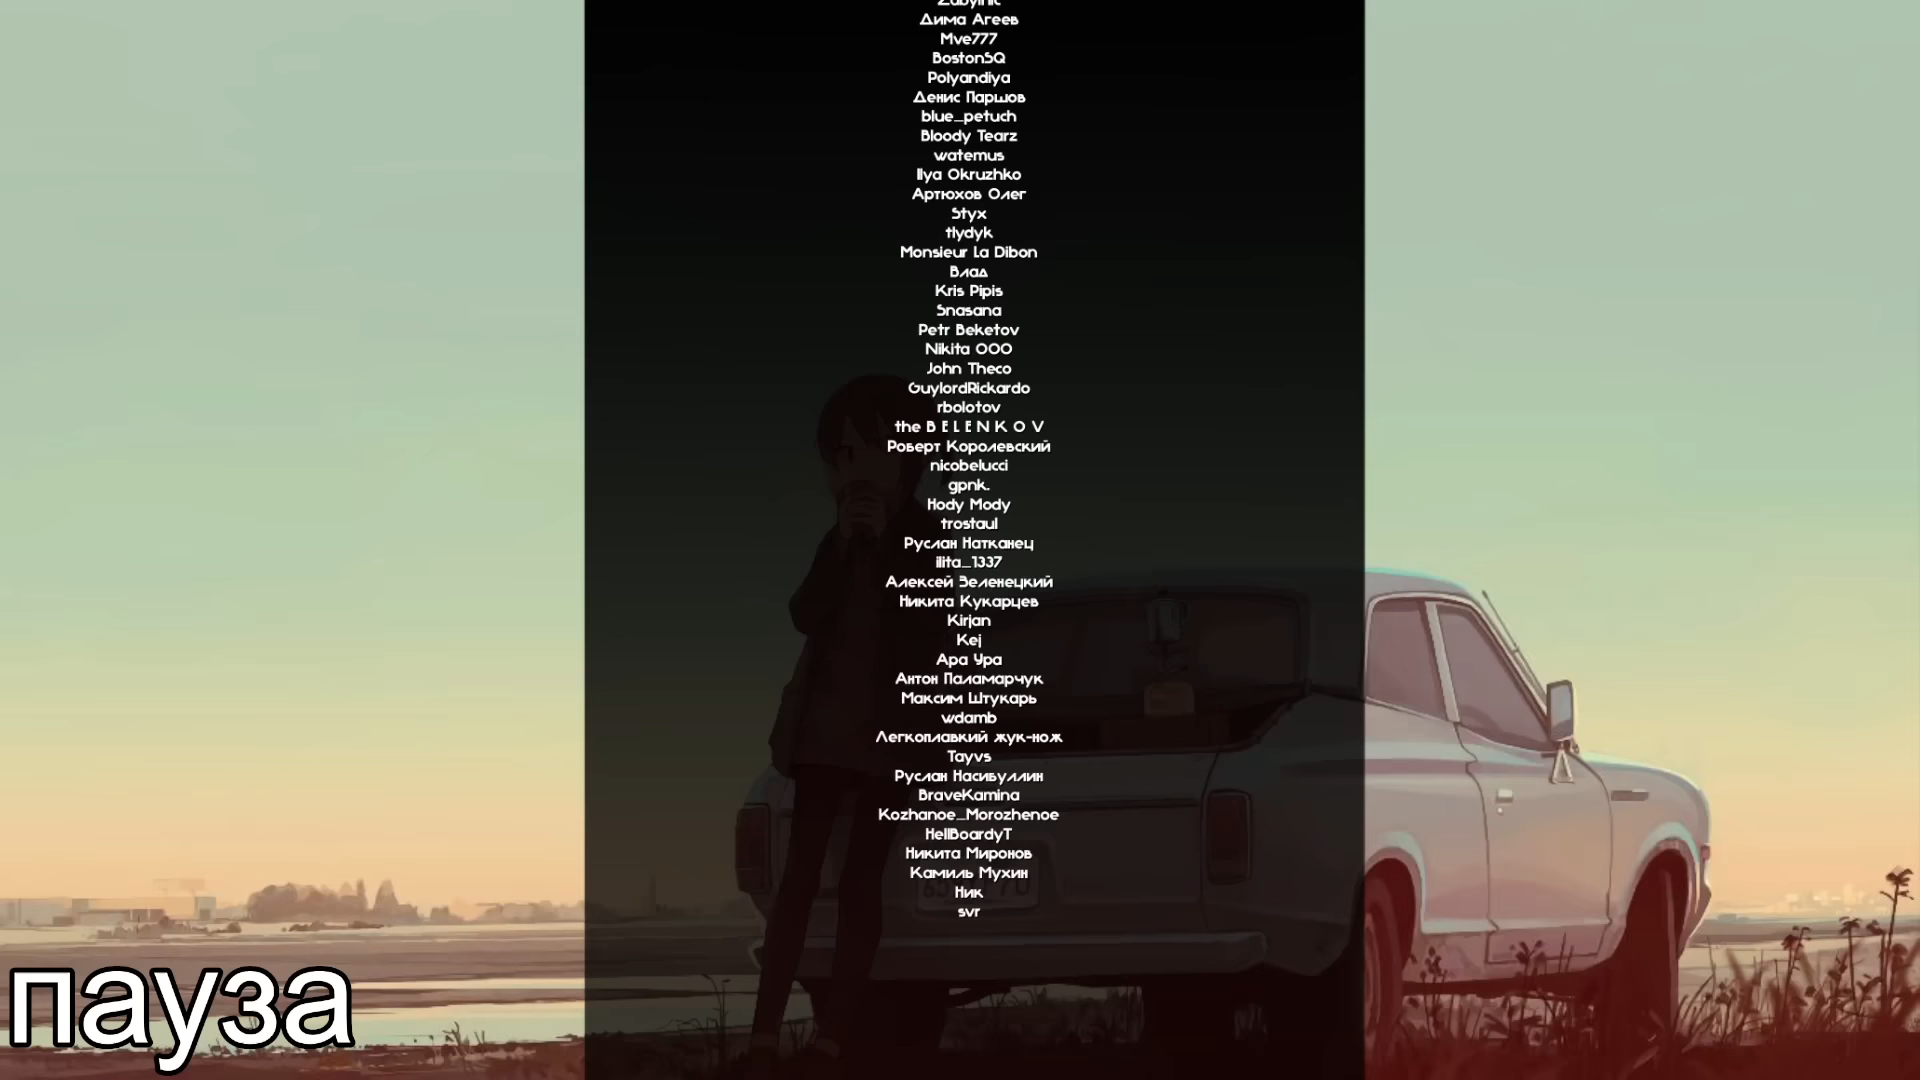 Zabylnic
Дима Агеев
Mve777
BostonSQ
Polyandiya
Денис Паршов
blue_petuch
Bloody Tearz
watemus
Ilya Okruzhko
Артюхов Олег
Styx
tlydyk
Monsieur La Dibon
Влад
Kris Pipis
Snasana
Petr Beketov
Nikita OOO
John Theco
GuylordRickardo
rbolotov
the B E L E N K O V
Роберт Королевский
nicobelucci
gpnk.
Hody Mody
trostaul
Руслан Натканец
ilita_1337
Алексей Зеленецкий
Никита Кукарцев
Kirjan
Kej
Ара Ура
Антон Паламарчук
Максим Штукарь
wdamb
Легкоплавкий жук-нож
Tayvs
Руслан Насибуллин
BraveKamina
Kozhanoe_Morozhenoe
HellBoardyT
Никита Миронов
Камиль Мухин
Ник
svr
пауза